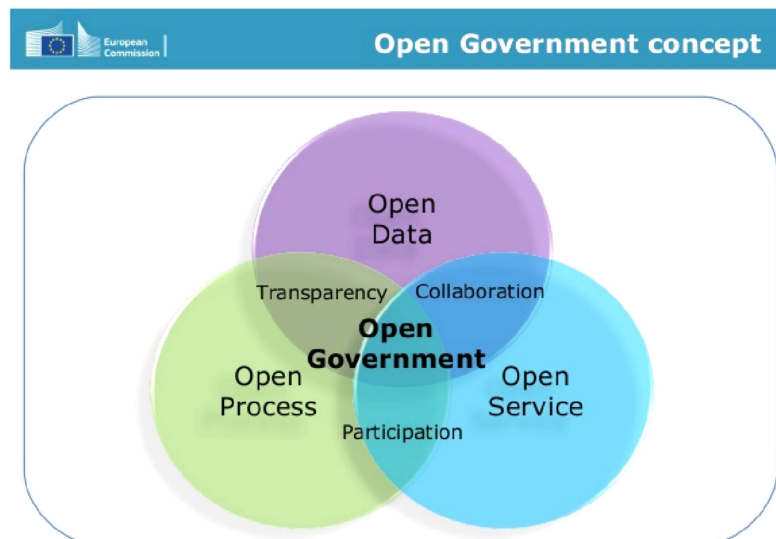 European
Commission
Open Government concept
Open
Data
Transparency
Collaboration
Open
Government
Open
Process
Open
Service
Participation